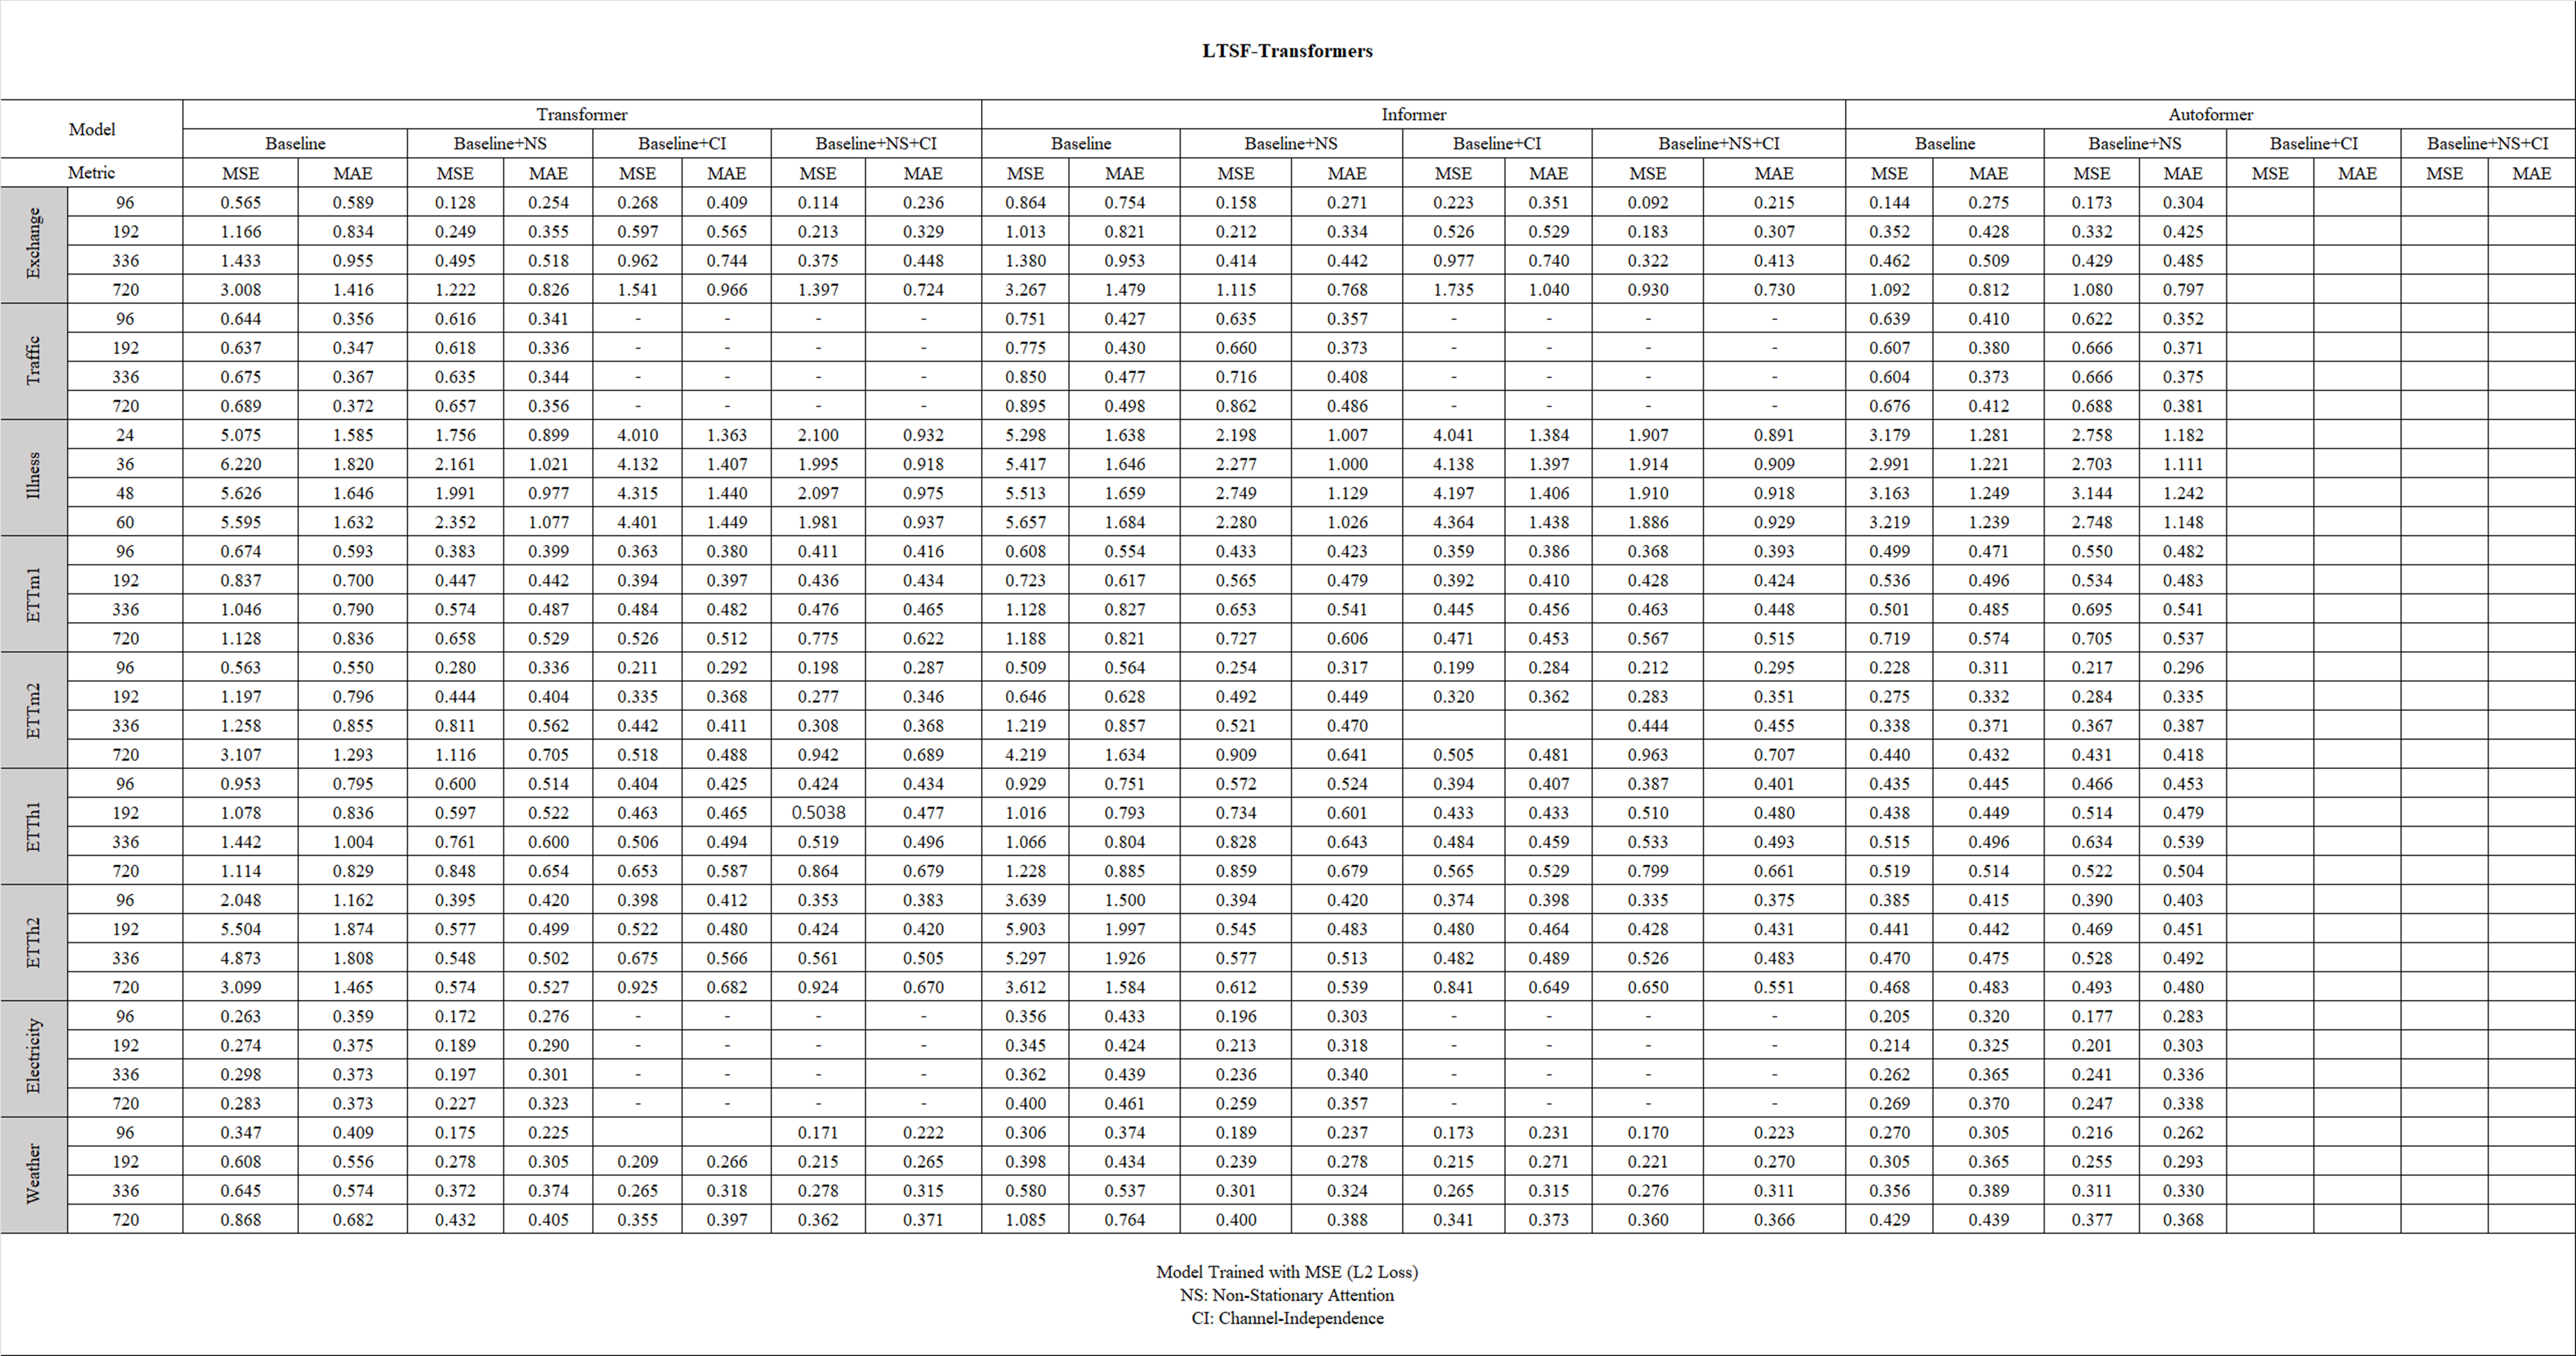 LTSF-Transformers
Model Transformer Informer Autoformer
Baseline Baseline+NS Baseline+CI Baseline+NS+CI Baseline Baseline+NS Baseline+CI Baseline+NS+CI Baseline Baseline+NS Baseline+CI Baseline+NS+CI
Metric MSE MAE MSE MAE MSE MAE MSE MAE MSE MAE MSE MAE MSE MAE MSE MAE MSE MAE MSE MAE MSE MAE MSE MAE
Exchange
96 0.565 0.589 0.128 0.254 0.268 0.409 0.114 0.236 0.864 0.754 0.158 0.271 0.223 0.351 0.092 0.215 0.144 0.275 0.173 0.304
192 1.166 0.834 0.249 0.355 0.597 0.565 0.213 0.329 1.013 0.821 0.212 0.334 0.526 0.529 0.183 0.307 0.352 0.428 0.332 0.425
336 1.433 0.955 0.495 0.518 0.962 0.744 0.375 0.448 1.380 0.953 0.414 0.442 0.977 0.740 0.322 0.413 0.462 0.509 0.429 0.485
720 3.008 1.416 1.222 0.826 1.541 0.966 1.397 0.724 3.267 1.479 1.115 0.768 1.735 1.040 0.930 0.730 1.092 0.812 1.080 0.797
Traffic
96 0.644 0.356 0.616 0.341 - - - - 0.751 0.427 0.635 0.357 - - - - 0.639 0.410 0.622 0.352
192 0.637 0.347 0.618 0.336 - - - - 0.775 0.430 0.660 0.373 - - - - 0.607 0.380 0.666 0.371
336 0.675 0.367 0.635 0.344 - - - - 0.850 0.477 0.716 0.408 - - - - 0.604 0.373 0.666 0.375
720 0.689 0.372 0.657 0.356 - - - - 0.895 0.498 0.862 0.486 - - - - 0.676 0.412 0.688 0.381
Illness
24 5.075 1.585 1.756 0.899 4.010 1.363 2.100 0.932 5.298 1.638 2.198 1.007 4.041 1.384 1.907 0.891 3.179 1.281 2.758 1.182
36 6.220 1.820 2.161 1.021 4.132 1.407 1.995 0.918 5.417 1.646 2.277 1.000 4.138 1.397 1.914 0.909 2.991 1.221 2.703 1.111
48 5.626 1.646 1.991 0.977 4.315 1.440 2.097 0.975 5.513 1.659 2.749 1.129 4.197 1.406 1.910 0.918 3.163 1.249 3.144 1.242
60 5.595 1.632 2.352 1.077 4.401 1.449 1.981 0.937 5.657 1.684 2.280 1.026 4.364 1.438 1.886 0.929 3.219 1.239 2.748 1.148
ETTm1
96 0.674 0.593 0.383 0.399 0.363 0.380 0.411 0.416 0.608 0.554 0.433 0.423 0.359 0.386 0.368 0.393 0.499 0.471 0.550 0.482
192 0.837 0.700 0.447 0.442 0.394 0.397 0.436 0.434 0.723 0.617 0.565 0.479 0.392 0.410 0.428 0.424 0.536 0.496 0.534 0.483
336 1.046 0.790 0.574 0.487 0.484 0.482 0.476 0.465 1.128 0.827 0.653 0.541 0.445 0.456 0.463 0.448 0.501 0.485 0.695 0.541
720 1.128 0.836 0.658 0.529 0.526 0.512 0.775 0.622 1.188 0.821 0.727 0.606 0.471 0.453 0.567 0.515 0.719 0.574 0.705 0.537
ETTm2
96 0.563 0.550 0.280 0.336 0.211 0.292 0.198 0.287 0.509 0.564 0.254 0.317 0.199 0.284 0.212 0.295 0.228 0.311 0.217 0.296
192 1.197 0.796 0.444 0.404 0.335 0.368 0.277 0.346 0.646 0.628 0.492 0.449 0.320 0.362 0.283 0.351 0.275 0.332 0.284 0.335
336 1.258 0.855 0.811 0.562 0.442 0.411 0.308 0.368 1.219 0.857 0.521 0.470 0.444 0.455 0.338 0.371 0.367 0.387
720 3.107 1.293 1.116 0.705 0.518 0.488 0.942 0.689 4.219 1.634 0.909 0.641 0.505 0.481 0.963 0.707 0.440 0.432 0.431 0.418
ETTh1
96 0.953 0.795 0.600 0.514 0.404 0.425 0.424 0.434 0.929 0.751 0.572 0.524 0.394 0.407 0.387 0.401 0.435 0.445 0.466 0.453
192 1.078 0.836 0.597 0.522 0.463 0.465 0.5038 0.477 1.016 0.793 0.734 0.601 0.433 0.433 0.510 0.480 0.438 0.449 0.514 0.479
336 1.442 1.004 0.761 0.600 0.506 0.494 0.519 0.496 1.066 0.804 0.828 0.643 0.484 0.459 0.533 0.493 0.515 0.496 0.634 0.539
720 1.114 0.829 0.848 0.654 0.653 0.587 0.864 0.679 1.228 0.885 0.859 0.679 0.565 0.529 0.799 0.661 0.519 0.514 0.522 0.504
ETTh2
96 2.048 1.162 0.395 0.420 0.398 0.412 0.353 0.383 3.639 1.500 0.394 0.420 0.374 0.398 0.335 0.375 0.385 0.415 0.390 0.403
192 5.504 1.874 0.577 0.499 0.522 0.480 0.424 0.420 5.903 1.997 0.545 0.483 0.480 0.464 0.428 0.431 0.441 0.442 0.469 0.451
336 4.873 1.808 0.548 0.502 0.675 0.566 0.561 0.505 5.297 1.926 0.577 0.513 0.482 0.489 0.526 0.483 0.470 0.475 0.528 0.492
720 3.099 1.465 0.574 0.527 0.925 0.682 0.924 0.670 3.612 1.584 0.612 0.539 0.841 0.649 0.650 0.551 0.468 0.483 0.493 0.480
Electricity
96 0.263 0.359 0.172 0.276 - - - - 0.356 0.433 0.196 0.303 - - - - 0.205 0.320 0.177 0.283
192 0.274 0.375 0.189 0.290 - - - - 0.345 0.424 0.213 0.318 - - - - 0.214 0.325 0.201 0.303
336 0.298 0.373 0.197 0.301 - - - - 0.362 0.439 0.236 0.340 - - - - 0.262 0.365 0.241 0.336
720 0.283 0.373 0.227 0.323 - - - - 0.400 0.461 0.259 0.357 - - - - 0.269 0.370 0.247 0.338
Weather
96 0.347 0.409 0.175 0.225 0.171 0.222 0.306 0.374 0.189 0.237 0.173 0.231 0.170 0.223 0.270 0.305 0.216 0.262
192 0.608 0.556 0.278 0.305 0.209 0.266 0.215 0.265 0.398 0.434 0.239 0.278 0.215 0.271 0.221 0.270 0.305 0.365 0.255 0.293
336 0.645 0.574 0.372 0.374 0.265 0.318 0.278 0.315 0.580 0.537 0.301 0.324 0.265 0.315 0.276 0.311 0.356 0.389 0.311 0.330
720 0.868 0.682 0.432 0.405 0.355 0.397 0.362 0.371 1.085 0.764 0.400 0.388 0.341 0.373 0.360 0.366 0.429 0.439 0.377 0.368
Model Trained with MSE (L2 Loss)
NS: Non-Stationary Attention
CI: Channel-Independence